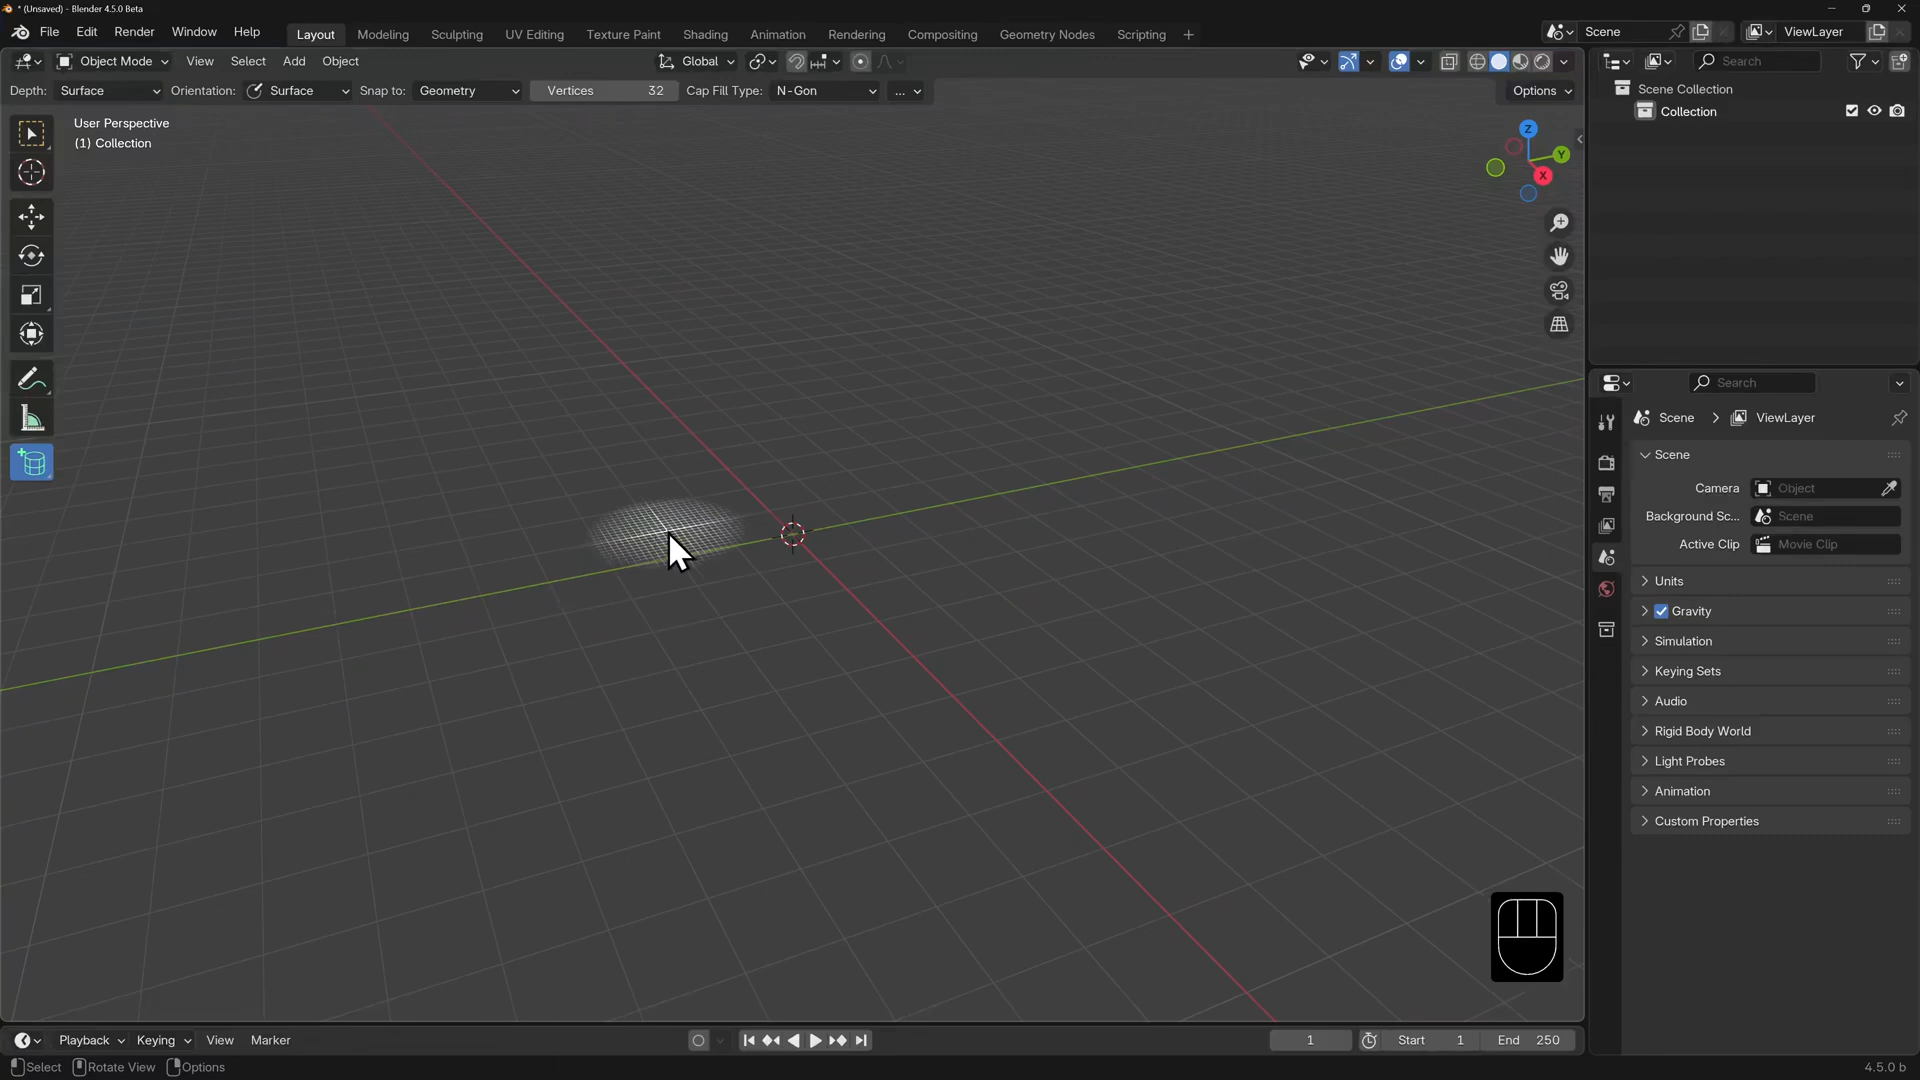 * (Unsaved) - Blender 4.5.0 Beta
File Edit Render Window Help Layout Modeling Sculpting UV Editing Texture Paint Shading Animation Rendering Compositing Geometry Nodes Scripting + Scene ViewLayer
Object Mode View Select Add Object Global Search
Depth: Surface Orientation: Surface Snap to: Geometry Vertices 32 Cap Fill Type: N-Gon ... Options
User Perspective
(1) Collection
Z
Y
X
Scene Collection
Collection
Search
Scene > ViewLayer
Scene
Camera Object
Background Sc... Scene
Active Clip Movie Clip
Units
Gravity
Simulation
Keying Sets
Audio
Rigid Body World
Light Probes
Animation
Custom Properties
Playback Keying View Marker 1 Start 1 End 250
Select Rotate View Options 4.5.0 b